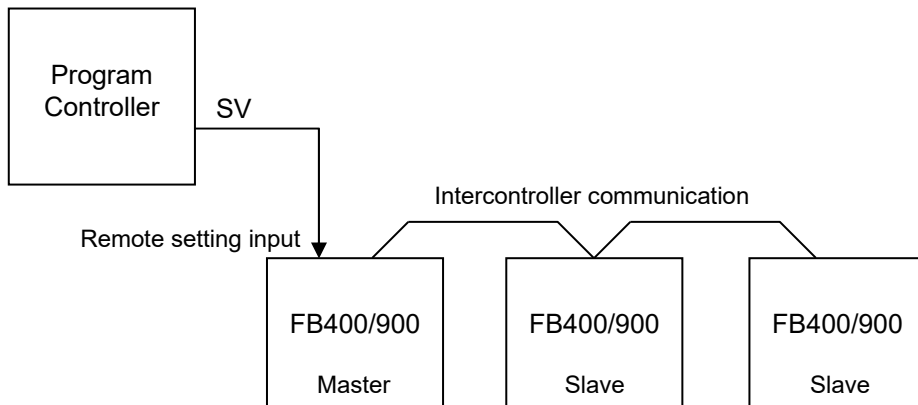 Program
Controller
SV
Intercontroller communication
Remote setting input
FB400/900
FB400/900
FB400/900
Master
Slave
Slave